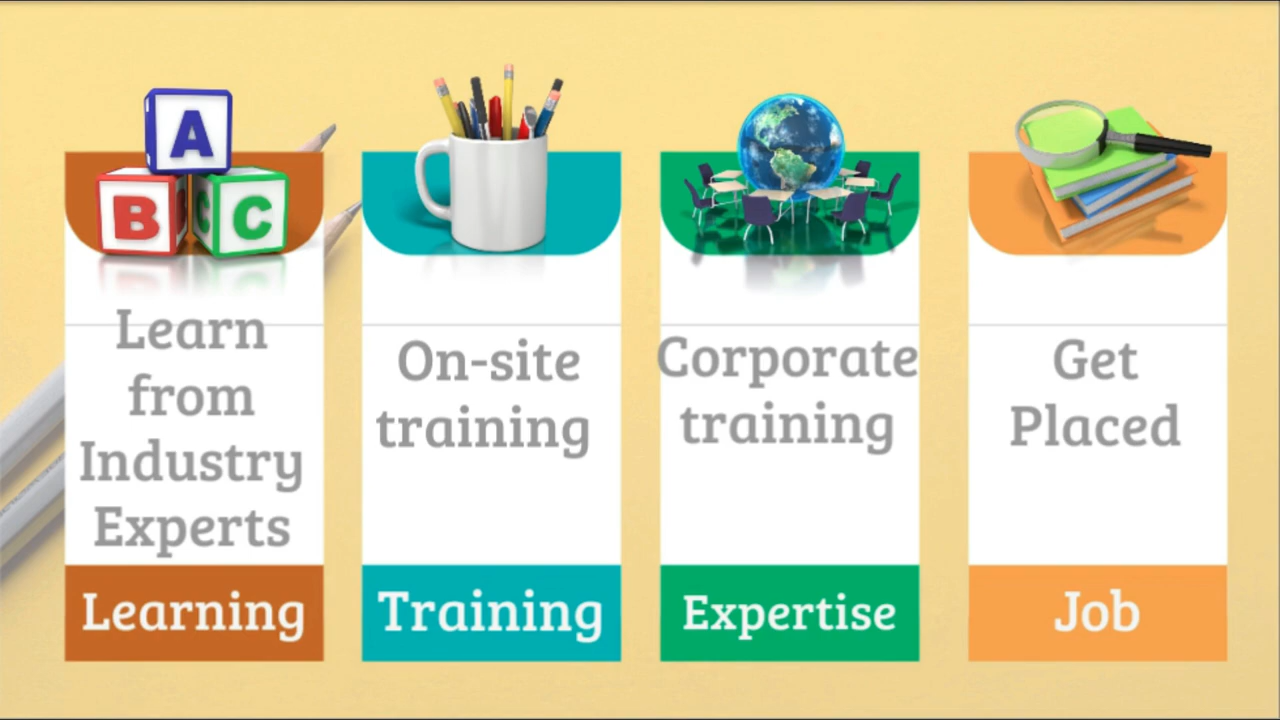 A
B C C
Learn
from
Industry
Experts
Learning
On-site
training
Training
Corporate
training
Expertise
Get
Placed
Job